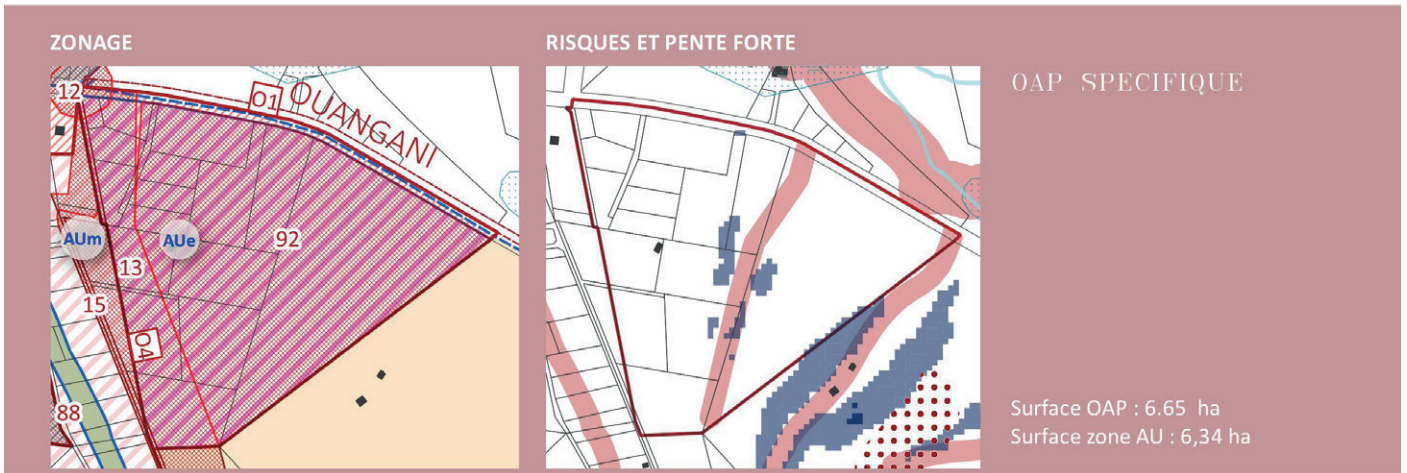 ZONAGE
12
O1
OUANGANI
AUm
AUe
92
13
15
O4
88
RISQUES ET PENTE FORTE
OAP SPECIFIQUE
Surface OAP : 6.65 ha
Surface zone AU : 6,34 ha